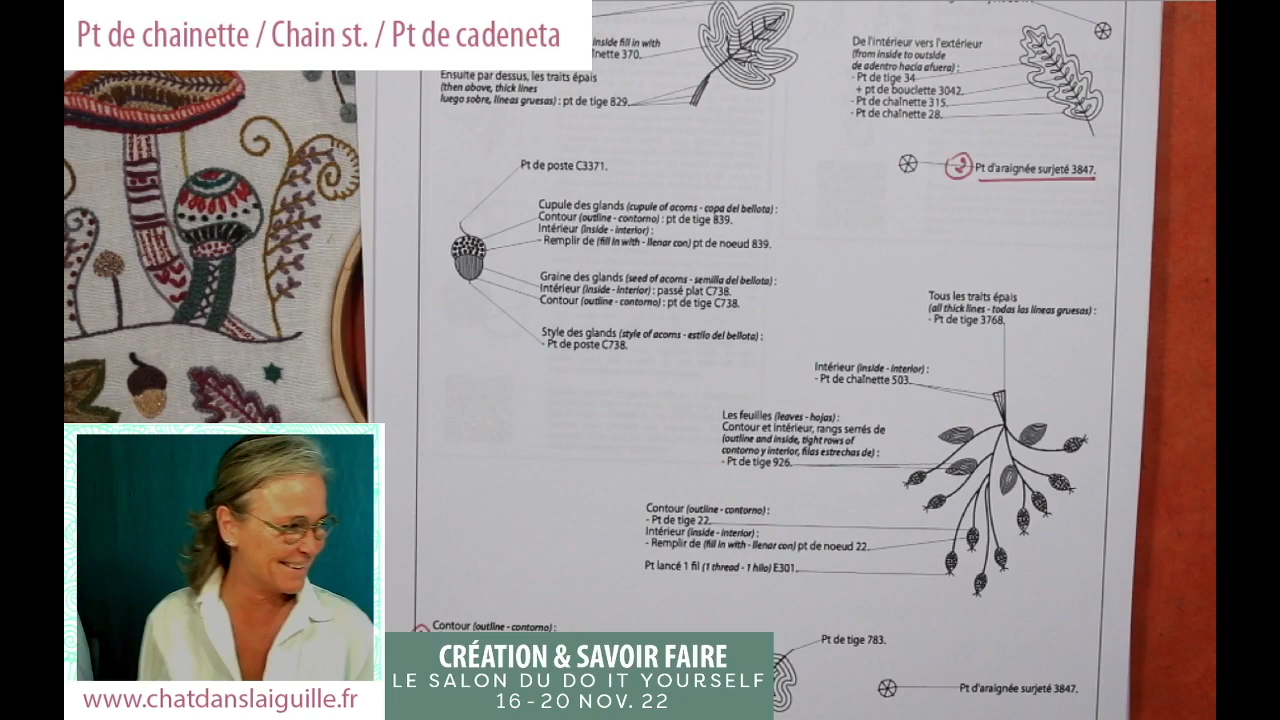 Pt de chainette / Chain st. / Pt de cadeneta
inside fill in with
nette 370.
Ensuite par dessus, les traits épais
(then above, thick lines
luego sobre, líneas gruesas) : pt de tige 829.
De l'intérieur vers l'extérieur
(from inside to outside
de adentro hacia afuera) :
- Pt de tige 34
+ pt de bouclette 3042.
- Pt de chaînette 315.
- Pt de chaînette 28.
2 Pt d'araignée surjeté 3847.
Pt de poste C3371.
Cupule des glands (cupule of acorns - copa del bellota) :
Contour (outline - contorno) : pt de tige 839.
Intérieur (inside - interior) :
- Remplir de (fill in with - llenar con) pt de noeud 839.
Graine des glands (seed of acorns - semilla del bellota) :
Intérieur (inside - interior) : passé plat C738.
Contour (outline - contorno) : pt de tige C738.
Style des glands (style of acorns - estilo del bellota) :
- Pt de poste C738.
Tous les traits épais
(all thick lines - todas las líneas gruesas) :
- Pt de tige 3768.
Intérieur (inside - interior) :
- Pt de chaînette 503.
Les feuilles (leaves - hojas) :
Contour et intérieur, rangs serrés de
(outline and inside, tight rows of
contorno y interior, filas estrechas de) :
- Pt de tige 926.
Contour (outline - contorno) :
- Pt de tige 22.
Intérieur (inside - interior) :
- Remplir de (fill in with - llenar con) pt de noeud 22.
Pt lancé 1 fil (1 thread - 1 hilo) E301.
Contour (outline - contorno) :
Pt de tige 783.
Pt d'araignée surjeté 3847.
CRÉATION & SAVOIR FAIRE
LE SALON DU DO IT YOURSELF
16 - 20 NOV. 22
www.chatdanslaiguille.fr